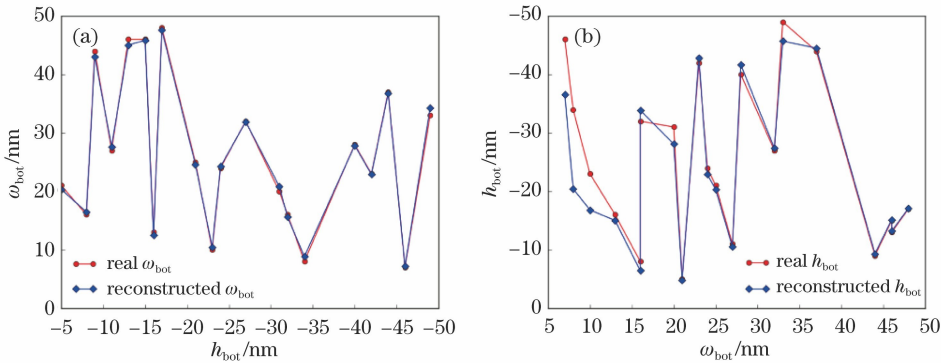 (a)
50
40
30
20
10
0
ω_bot/nm
real ω_bot
reconstructed ω_bot
−5 −10 −15 −20 −25 −30 −35 −40 −45 −50
h_bot/nm
(b)
−50
−40
−30
−20
−10
0
h_bot/nm
real h_bot
reconstructed h_bot
5 10 15 20 25 30 35 40 45 50
ω_bot/nm